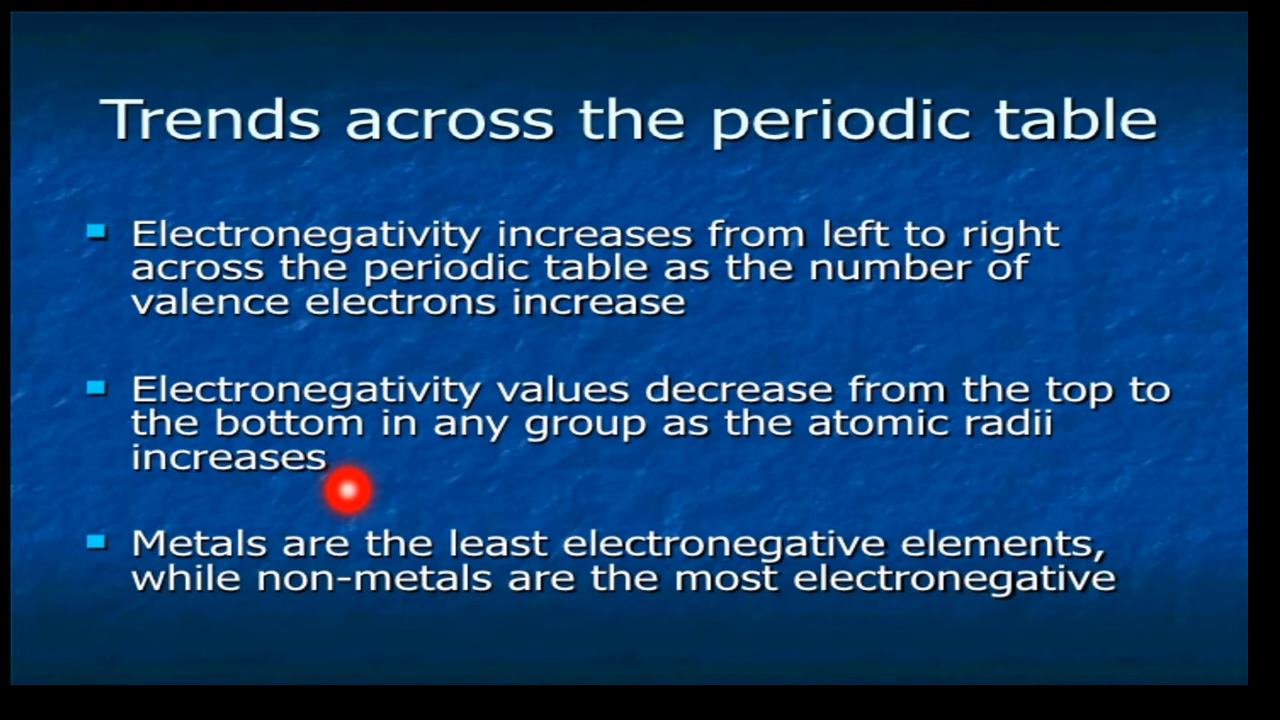 Trends across the periodic table
Electronegativity increases from left to right
across the periodic table as the number of
valence electrons increase
Electronegativity values decrease from the top to
the bottom in any group as the atomic radii
increases
Metals are the least electronegative elements,
while non-metals are the most electronegative